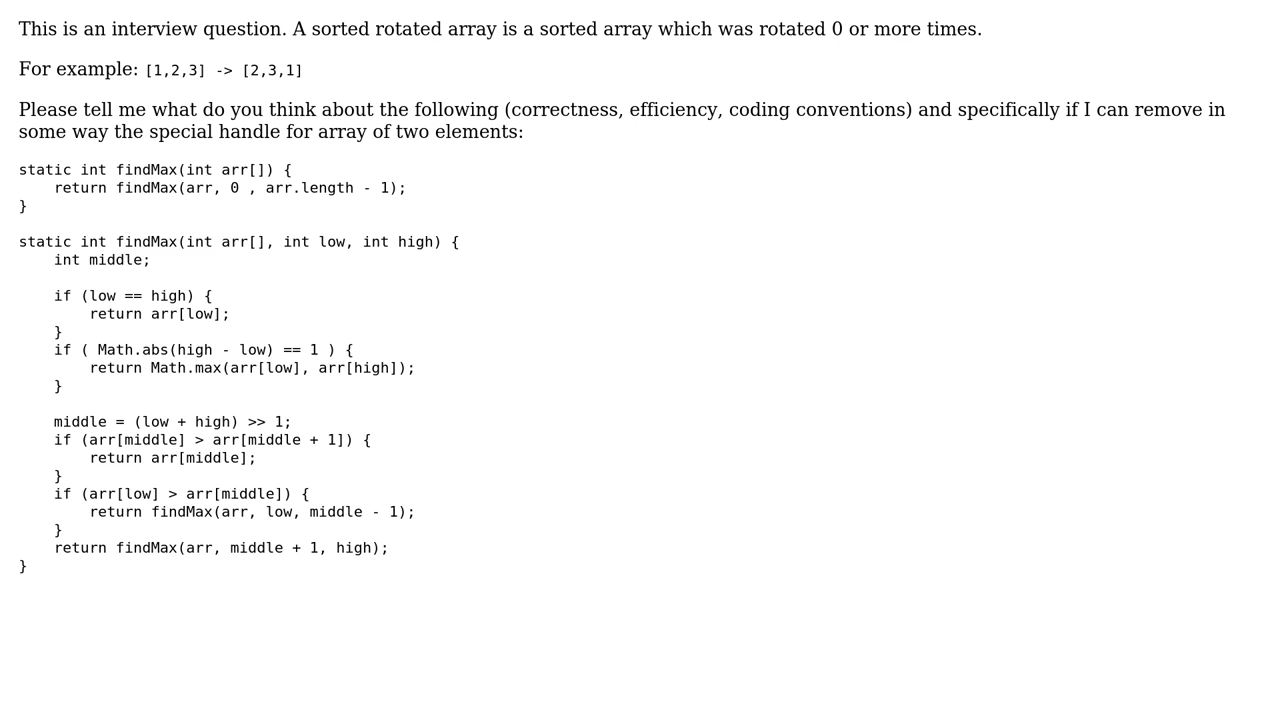 This is an interview question. A sorted rotated array is a sorted array which was rotated 0 or more times.
For example: [1,2,3] -> [2,3,1]
Please tell me what do you think about the following (correctness, efficiency, coding conventions) and specifically if I can remove in
some way the special handle for array of two elements:
static int findMax(int arr[]) {
    return findMax(arr, 0 , arr.length - 1);
}
static int findMax(int arr[], int low, int high) {
    int middle;
    if (low == high) {
        return arr[low];
    }
    if ( Math.abs(high - low) == 1 ) {
        return Math.max(arr[low], arr[high]);
    }
    middle = (low + high) >> 1;
    if (arr[middle] > arr[middle + 1]) {
        return arr[middle];
    }
    if (arr[low] > arr[middle]) {
        return findMax(arr, low, middle - 1);
    }
    return findMax(arr, middle + 1, high);
}